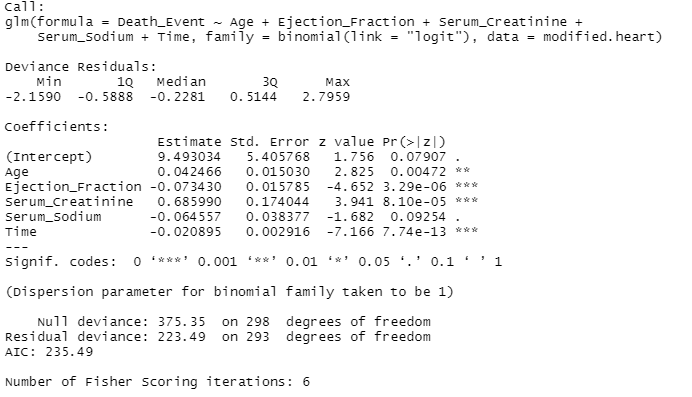 Call:
glm(formula = Death_Event ~ Age + Ejection_Fraction + Serum_Creatinine +
    Serum_Sodium + Time, family = binomial(link = "logit"), data = modified.heart)
Deviance Residuals:
    Min      1Q  Median      3Q     Max
-2.1590 -0.5888 -0.2281  0.5144  2.7959
Coefficients:
                   Estimate Std. Error z value Pr(>|z|)
(Intercept)        9.493034   5.405768   1.756  0.07907 .
Age                0.042466   0.015030   2.825  0.00472 **
Ejection_Fraction -0.073430   0.015785  -4.652 3.29e-06 ***
Serum_Creatinine   0.685990   0.174044   3.941 8.10e-05 ***
Serum_Sodium      -0.064557   0.038377  -1.682  0.09254 .
Time              -0.020895   0.002916  -7.166 7.74e-13 ***
---
Signif. codes:  0 ‘***’ 0.001 ‘**’ 0.01 ‘*’ 0.05 ‘.’ 0.1 ‘ ’ 1
(Dispersion parameter for binomial family taken to be 1)
    Null deviance: 375.35  on 298  degrees of freedom
Residual deviance: 223.49  on 293  degrees of freedom
AIC: 235.49
Number of Fisher Scoring iterations: 6